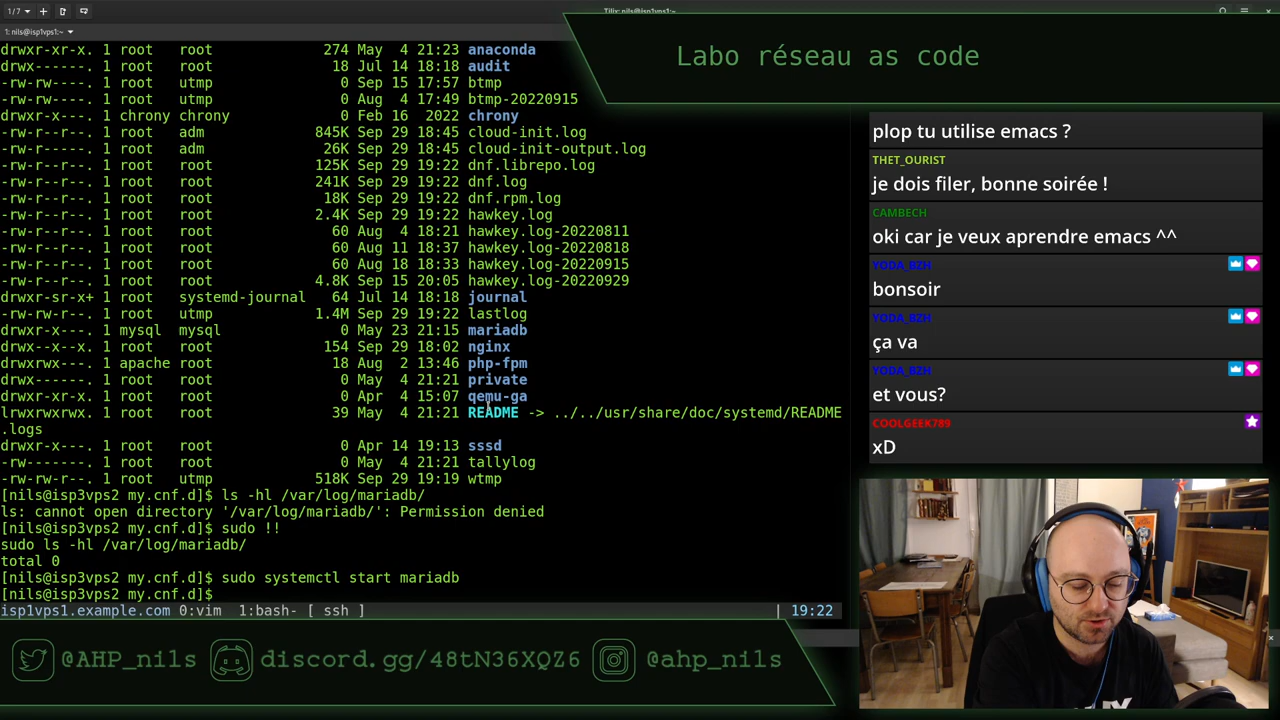 1/7
Tilix: nils@isp1vps1:~
1: nils@isp1vps1:~
Labo réseau as code
drwxr-xr-x. 1 root   root              274 May  4 21:23 anaconda
drwx------. 1 root   root               18 Jul 14 18:18 audit
-rw-rw----. 1 root   utmp                0 Sep 15 17:57 btmp
-rw-rw----. 1 root   utmp                0 Aug  4 17:49 btmp-20220915
drwxr-x---. 1 chrony chrony              0 Feb 16  2022 chrony
-rw-r-----. 1 root   adm              845K Sep 29 18:45 cloud-init.log
-rw-r-----. 1 root   adm               26K Sep 29 18:45 cloud-init-output.log
-rw-r--r--. 1 root   root             125K Sep 29 19:22 dnf.librepo.log
-rw-r--r--. 1 root   root             241K Sep 29 19:22 dnf.log
-rw-r--r--. 1 root   root              18K Sep 29 19:22 dnf.rpm.log
-rw-r--r--. 1 root   root             2.4K Sep 29 19:22 hawkey.log
-rw-r--r--. 1 root   root               60 Aug  4 18:21 hawkey.log-20220811
-rw-r--r--. 1 root   root               60 Aug 11 18:37 hawkey.log-20220818
-rw-r--r--. 1 root   root               60 Aug 18 18:33 hawkey.log-20220915
-rw-r--r--. 1 root   root             4.8K Sep 15 20:05 hawkey.log-20220929
drwxr-sr-x+ 1 root   systemd-journal    64 Jul 14 18:18 journal
-rw-rw-r--. 1 root   utmp             1.4M Sep 29 19:19 lastlog
drwxr-x---. 1 mysql  mysql               0 May 23 21:15 mariadb
drwx--x--x. 1 root   root              154 Sep 29 18:02 nginx
drwxrwx---. 1 apache root               18 Aug  2 13:46 php-fpm
drwx------. 1 root   root                0 May  4 21:21 private
drwxr-xr-x. 1 root   root                0 Apr  4 15:07 qemu-ga
lrwxrwxrwx. 1 root   root               39 May  4 21:21 README -> ../../usr/share/doc/systemd/README
.logs
drwxr-x---. 1 root   root                0 Apr 14 19:13 sssd
-rw-------. 1 root   root                0 May  4 21:21 tallylog
-rw-rw-r--. 1 root   utmp             518K Sep 29 19:19 wtmp
[nils@isp3vps2 my.cnf.d]$ ls -hl /var/log/mariadb/
ls: cannot open directory '/var/log/mariadb/': Permission denied
[nils@isp3vps2 my.cnf.d]$ sudo !!
sudo ls -hl /var/log/mariadb/
total 0
[nils@isp3vps2 my.cnf.d]$ sudo systemctl start mariadb
[nils@isp3vps2 my.cnf.d]$
isp1vps1.example.com 0:vim  1:bash- [ ssh ] | 19:22
plop tu utilise emacs ?
THET_OURIST
je dois filer, bonne soirée !
CAMBECH
oki car je veux aprendre emacs ^^
YODA_BZH
bonsoir
YODA_BZH
ça va
YODA_BZH
et vous?
COOLGEEK789
xD
@AHP_nils discord.gg/48tN36XQZ6 @ahp_nils